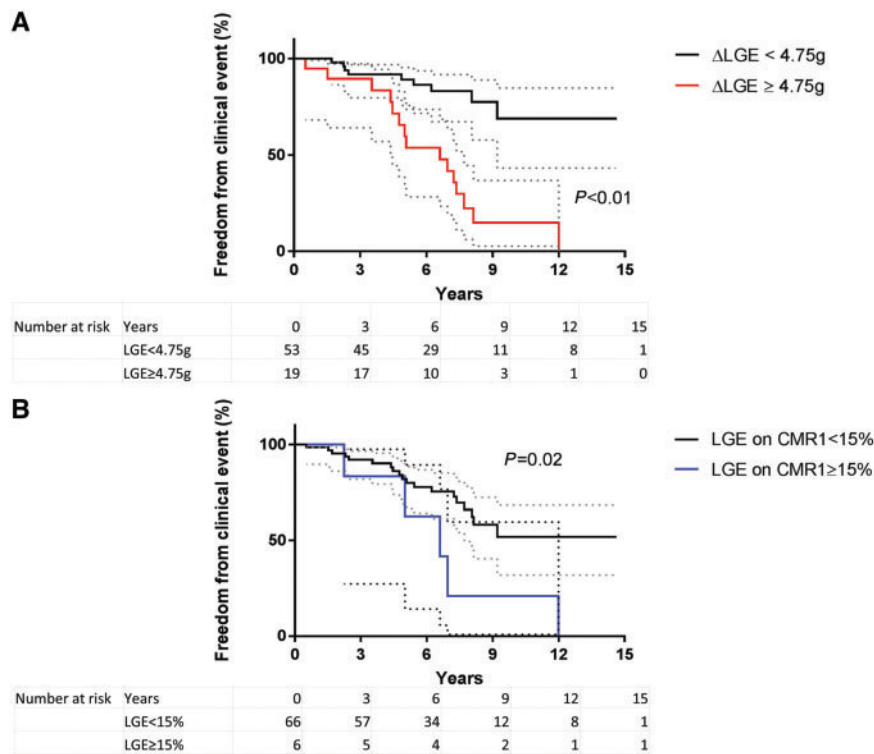 A
Freedom from clinical event (%)
100
50
0
0 3 6 9 12 15
Years
P<0.01
ΔLGE < 4.75g
ΔLGE ≥ 4.75g
Number at risk Years 0 3 6 9 12 15
LGE<4.75g 53 45 29 11 8 1
LGE≥4.75g 19 17 10 3 1 0
B
Freedom from clinical event (%)
100
50
0
0 3 6 9 12 15
Years
P=0.02
LGE on CMR1<15%
LGE on CMR1≥15%
Number at risk Years 0 3 6 9 12 15
LGE<15% 66 57 34 12 8 1
LGE≥15% 6 5 4 2 1 1